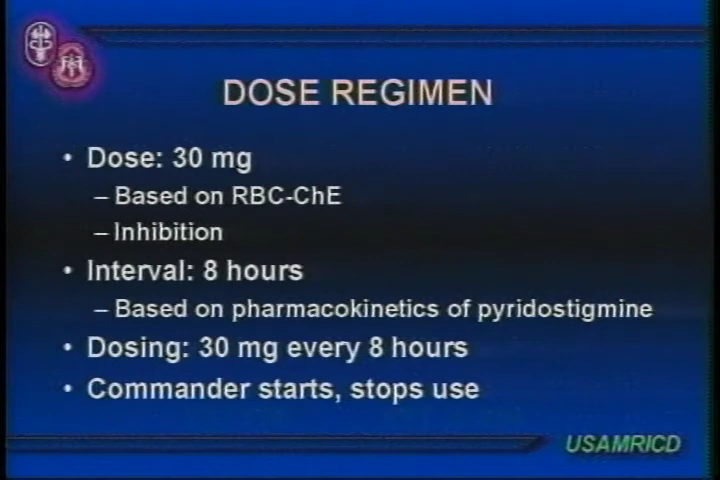 DOSE REGIMEN
• Dose: 30 mg
– Based on RBC-ChE
– Inhibition
• Interval: 8 hours
– Based on pharmacokinetics of pyridostigmine
• Dosing: 30 mg every 8 hours
• Commander starts, stops use
USAMRICD